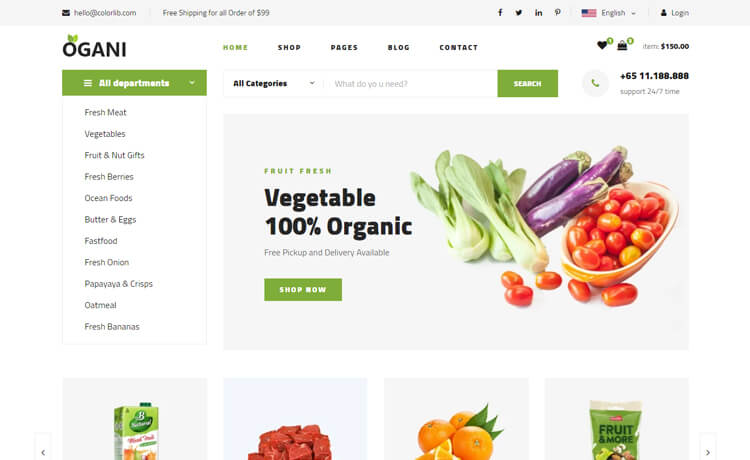 hello@colorlib.com
Free Shipping for all Order of $99
English
Login
OGANI
HOME
SHOP
PAGES
BLOG
CONTACT
1
3
item: $150.00
All departments
All Categories
What do yo u need?
SEARCH
+65 11.188.888
support 24/7 time
Fresh Meat
Vegetables
Fruit & Nut Gifts
Fresh Berries
Ocean Foods
Butter & Eggs
Fastfood
Fresh Onion
Papayaya & Crisps
Oatmeal
Fresh Bananas
FRUIT FRESH
Vegetable
100% Organic
Free Pickup and Delivery Available
SHOP NOW
B
Natural
Mixed Fruit
FRUIT
&MORE